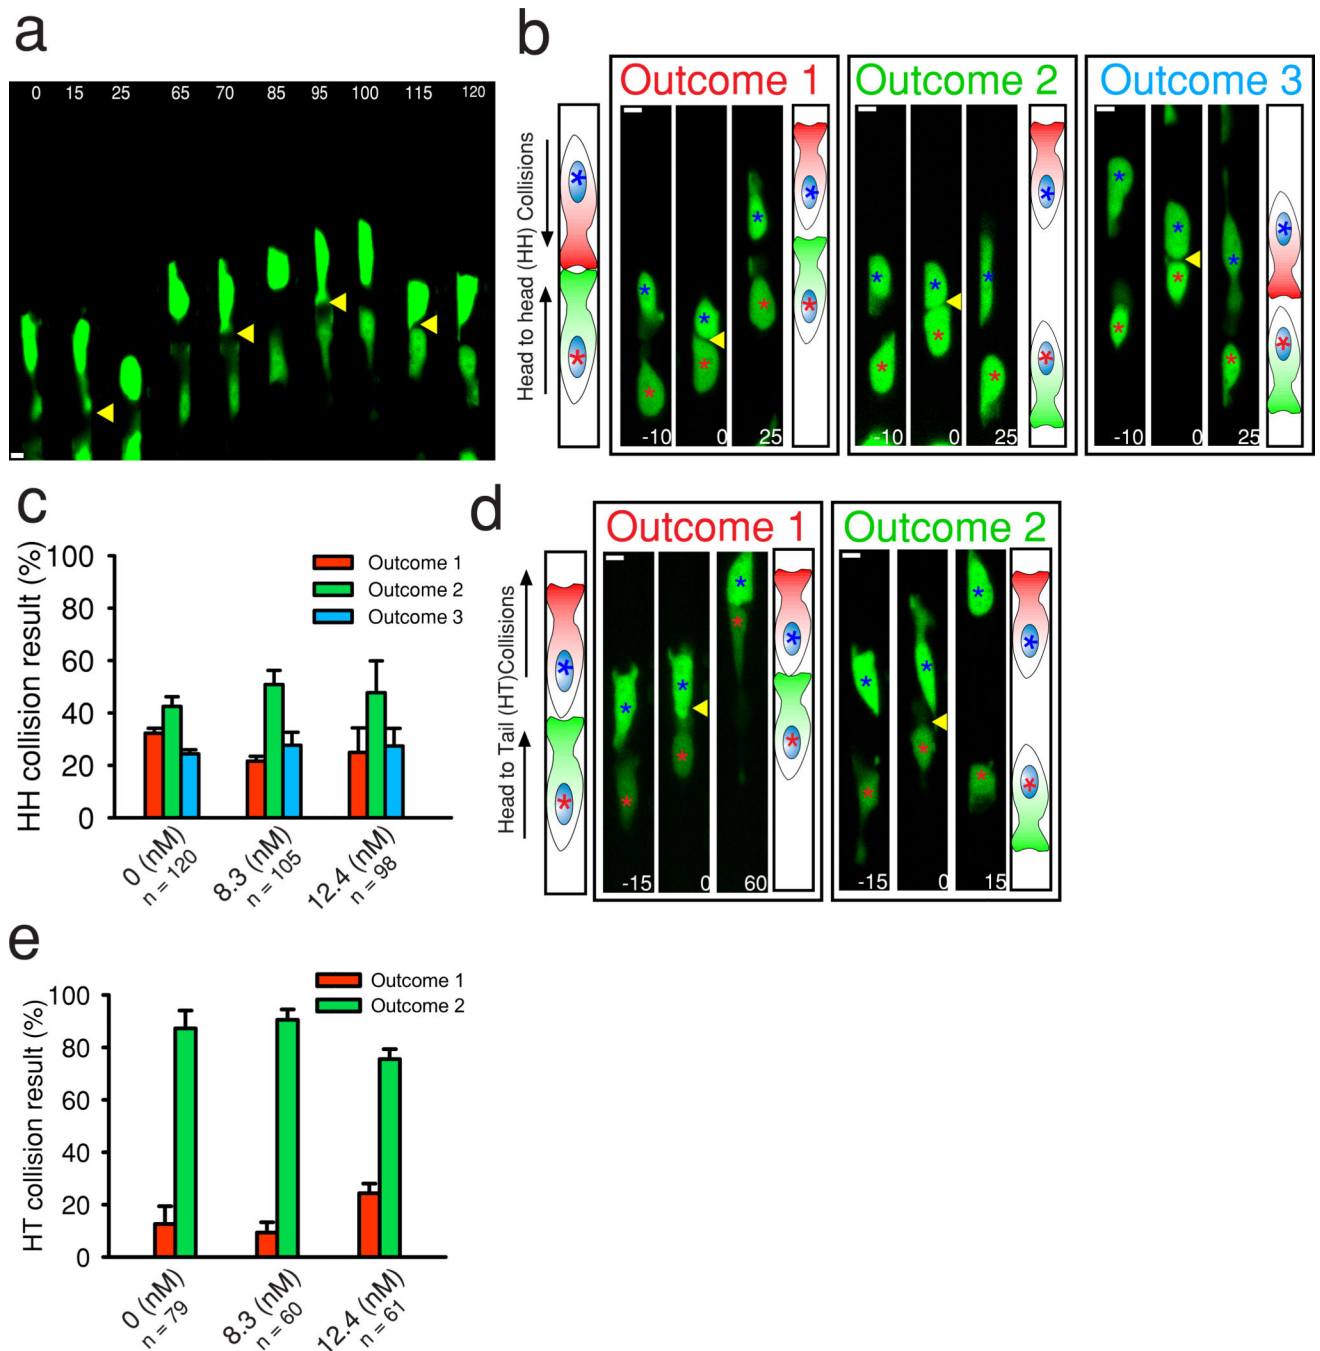 a
0 15 25 65 70 85 95 100 115 120
b
Outcome 1
Outcome 2
Outcome 3
Head to head (HH) Collisions
-10 0 25
-10 0 25
-10 0 25
c
HH collision result (%)
100
80
60
40
20
0
Outcome 1
Outcome 2
Outcome 3
0 (nM)
n = 120
8.3 (nM)
n = 105
12.4 (nM)
n = 98
d
Outcome 1
Outcome 2
Head to Tail (HT)Collisions
-15 0 60
-15 0 15
e
HT collision result (%)
100
80
60
40
20
0
Outcome 1
Outcome 2
0 (nM)
n = 79
8.3 (nM)
n = 60
12.4 (nM)
n = 61